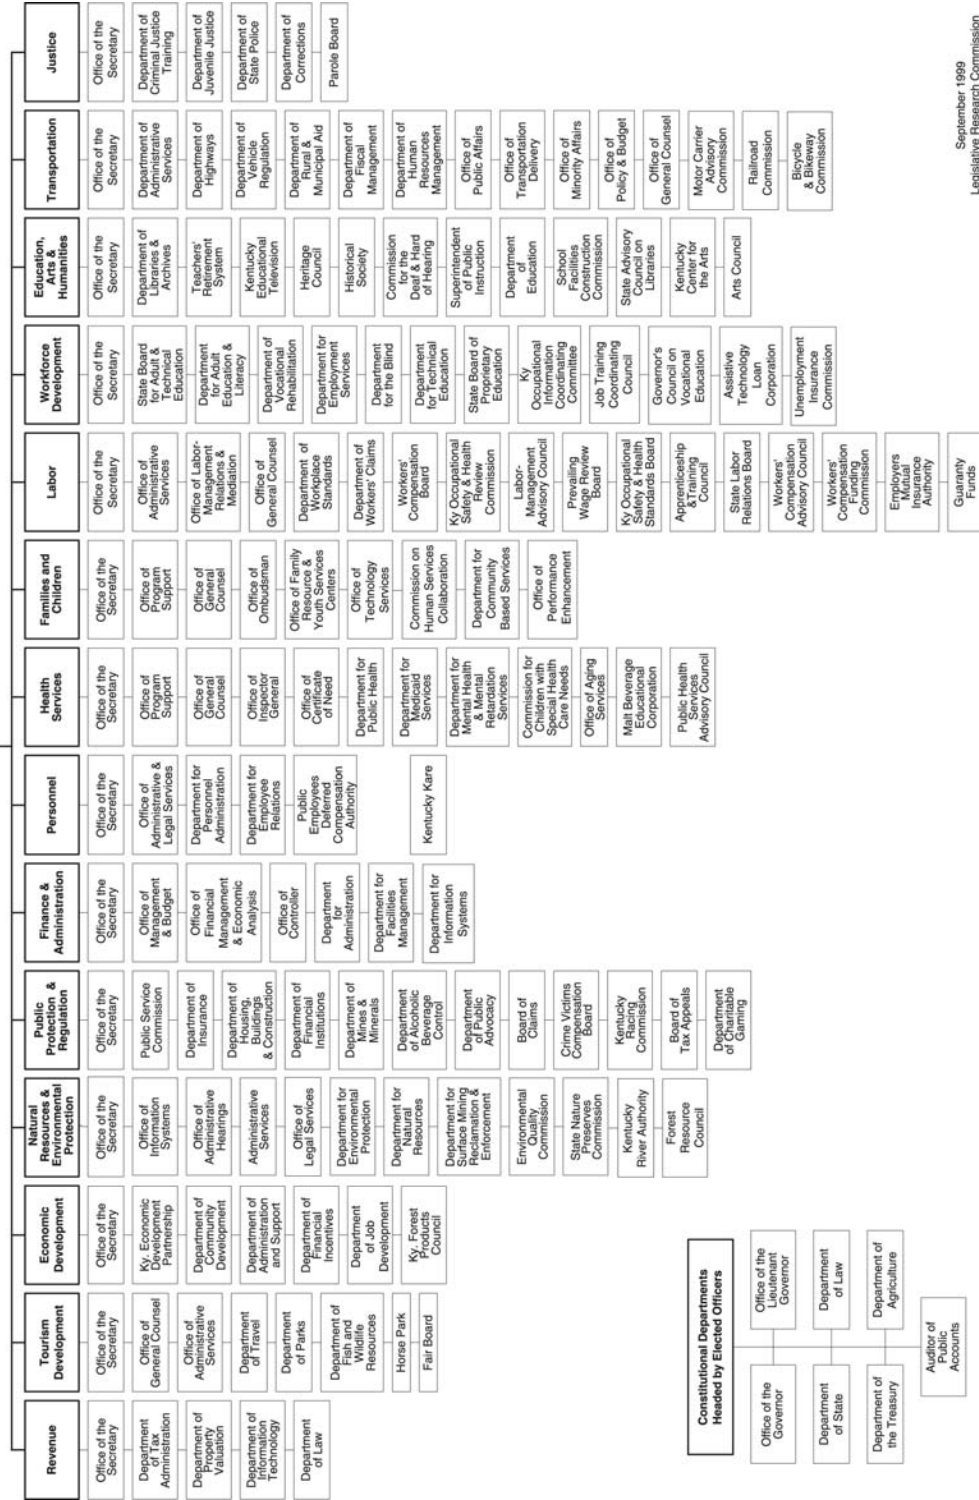 Revenue
Office of the
Secretary
Department
of Tax
Administration
Department of
Property
Valuation
Department of
Information
Technology
Department
of Law
Tourism
Development
Office of the
Secretary
Office of
General Counsel
Office of
Administrative
Services
Department
of Travel
Department
of Parks
Department of
Fish and
Wildlife
Resources
Horse Park
Fair Board
Economic
Development
Office of the
Secretary
Ky. Economic
Development
Partnership
Department of
Community
Development
Department of
Administration
and Support
Department of
Financial
Incentives
Department
of Job
Development
Ky. Forest
Products
Council
Natural
Resources &
Environmental
Protection
Office of the
Secretary
Office of
Information
Systems
Office of
Administrative
Hearings
Administrative
Services
Office of
Legal Services
Department for
Environmental
Protection
Department for
Natural
Resources
Department for
Surface Mining
Reclamation &
Enforcement
Environmental
Quality
Commission
State Nature
Preserves
Commission
Kentucky
River Authority
Forest
Resource
Council
Public
Protection &
Regulation
Office of the
Secretary
Public Service
Commission
Department of
Insurance
Department of
Housing,
Buildings
& Construction
Department of
Financial
Institutions
Department of
Mines &
Minerals
Department
of Alcoholic
Beverage
Control
Department
of Public
Advocacy
Board of
Claims
Crime Victims
Compensation
Board
Kentucky
Racing
Commission
Board of
Tax Appeals
Department
of Charitable
Gaming
Finance &
Administration
Office of the
Secretary
Office of
Management
& Budget
Office of
Financial
Management
& Economic
Analysis
Office of
Controller
Department
for
Administration
Department for
Facilities
Management
Department for
Information
Systems
Personnel
Office of the
Secretary
Office of
Administrative &
Legal Services
Department for
Personnel
Administration
Department for
Employee
Relations
Public
Employees
Deferred
Compensation
Authority
Kentucky Kare
Health
Services
Office of the
Secretary
Office of
Program
Support
Office of
General
Counsel
Office of
Inspector
General
Office of
Certificate
of Need
Department for
Public Health
Department for
Medicaid
Services
Department for
Mental Health
& Mental
Retardation
Services
Commission for
Children with
Special Health
Care Needs
Office of Aging
Services
Malt Beverage
Educational
Corporation
Public Health
Services
Advisory Council
Families and
Children
Office of the
Secretary
Office of
Program
Support
Office of
General
Counsel
Office of
Ombudsman
Office of Family
Resource &
Youth Services
Centers
Office of
Technology
Services
Commission on
Human Services
Collaboration
Department for
Community
Based Services
Office of
Performance
Enhancement
Labor
Office of the
Secretary
Office of
Administrative
Services
Office of Labor-
Management
Relations &
Mediation
Office of
General Counsel
Department of
Workplace
Standards
Department of
Workers' Claims
Workers'
Compensation
Board
Ky Occupational
Safety & Health
Review
Commission
Labor-
Management
Advisory Council
Prevailing
Wage Review
Board
Ky Occupational
Safety & Health
Standards Board
Apprenticeship
&Training
Council
State Labor
Relations Board
Workers'
Compensation
Advisory Council
Workers'
Compensation
Funding
Commission
Employers
Mutual
Insurance
Authority
Guaranty
Funds
Workforce
Development
Office of the
Secretary
State Board
for Adult &
Technical
Education
Department
for Adult
Education &
Literacy
Department of
Vocational
Rehabilitation
Department for
Employment
Services
Department
for the Blind
Department
for Technical
Education
State Board of
Proprietary
Education
Ky
Occupational
Information
Coordinating
Committee
Job Training
Coordinating
Council
Governor's
Council on
Vocational
Education
Assistive
Technology
Loan
Corporation
Unemployment
Insurance
Commission
Education,
Arts &
Humanities
Office of the
Secretary
Department of
Libraries &
Archives
Teachers'
Retirement
System
Kentucky
Educational
Television
Heritage
Council
Historical
Society
Commission
for the
Deaf & Hard
of Hearing
Superintendent
of Public
Instruction
Department
of
Education
School
Facilities
Construction
Commission
State Advisory
Council on
Libraries
Kentucky
Center for
the Arts
Arts Council
Transportation
Office of the
Secretary
Department of
Administrative
Services
Department of
Highways
Department of
Vehicle
Regulation
Department of
Rural &
Municipal Aid
Department of
Fiscal
Management
Department of
Human
Resources
Management
Office of
Public Affairs
Office of
Transportation
Delivery
Office of
Minority Affairs
Office of
Policy & Budget
Office of
General Counsel
Motor Carrier
Advisory
Commission
Railroad
Commission
Bicycle
& Bikeway
Commission
Justice
Office of the
Secretary
Department of
Criminal Justice
Training
Department of
Juvenile Justice
Department of
State Police
Department of
Corrections
Parole Board
Constitutional Departments
Headed by Elected Officers
Office of the
Governor
Office of the
Lieutenant
Governor
Department
of State
Department
of Law
Department of
the Treasury
Department of
Agriculture
Auditor of
Public
Accounts
September 1999
Legislative Research Commission